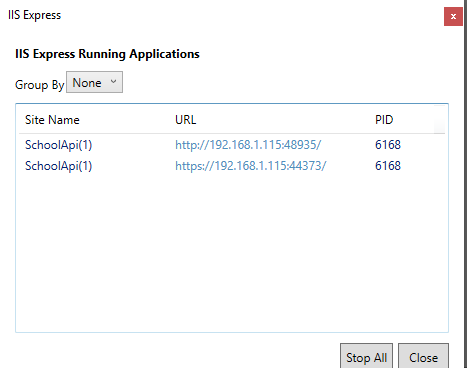 IIS Express
x
IIS Express Running Applications
Group By None
Site Name URL PID
SchoolApi(1) http://192.168.1.115:48935/ 6168
SchoolApi(1) https://192.168.1.115:44373/ 6168
Stop All Close